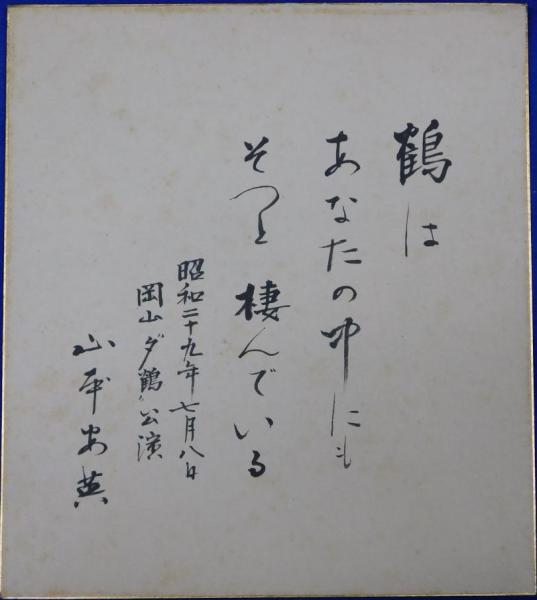 鶴は
あなたの中にも
そつと棲んでいる
昭和二十九年七月八日
岡山夕鶴公演
山本安英